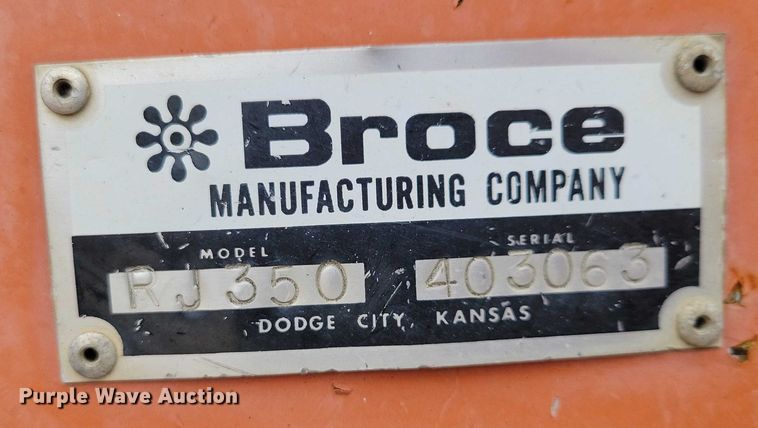 Broce
MANUFACTURING COMPANY
MODEL SERIAL
RJ350 403063
DODGE CITY, KANSAS
Purple Wave Auction